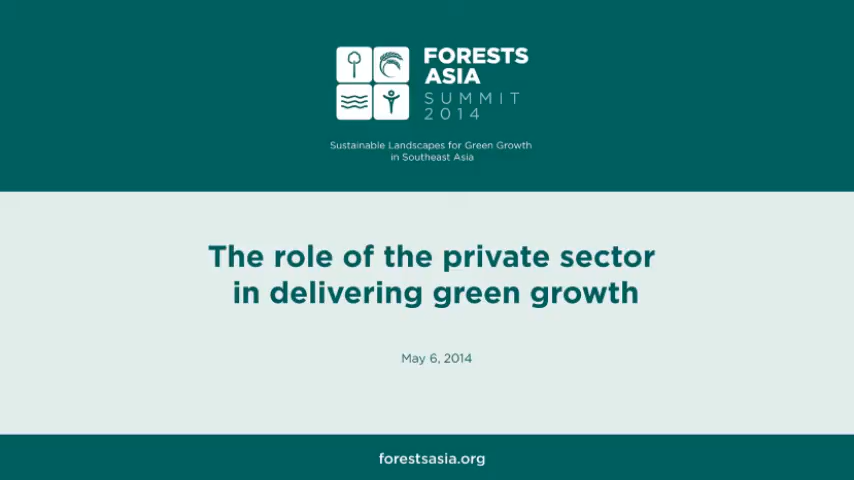 FORESTS
ASIA
SUMMIT
2014
Sustainable Landscapes for Green Growth
in Southeast Asia
The role of the private sector
in delivering green growth
May 6, 2014
forestsasia.org